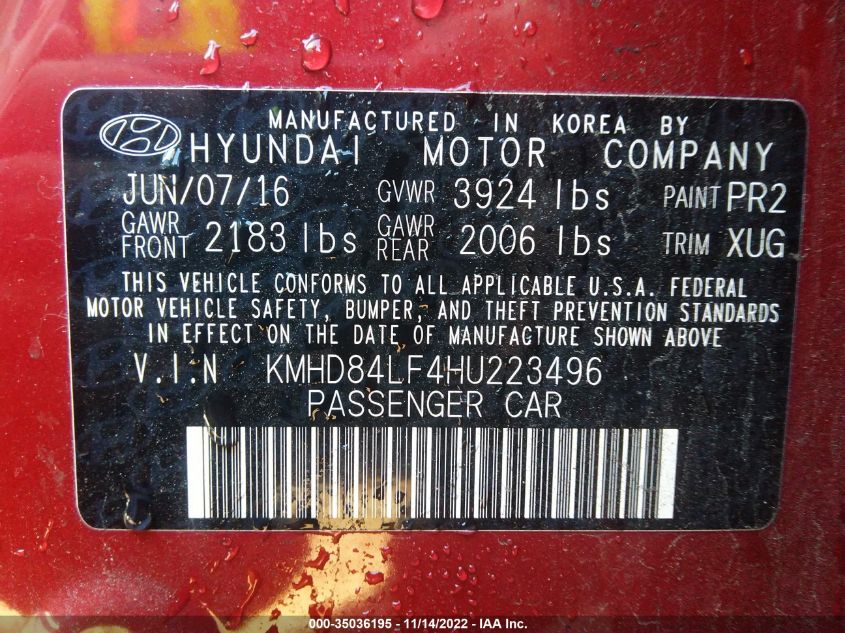 MANUFACTURED IN KOREA BY
HYUNDAI MOTOR COMPANY
JUN/07/16 GVWR 3924 lbs PAINT PR2
GAWR FRONT 2183 lbs GAWR REAR 2006 lbs TRIM XUG
THIS VEHICLE CONFORMS TO ALL APPLICABLE U.S.A. FEDERAL
MOTOR VEHICLE SAFETY, BUMPER, AND THEFT PREVENTION STANDARDS
IN EFFECT ON THE DATE OF MANUFACTURE SHOWN ABOVE
V.I.N KMHD84LF4HU223496
PASSENGER CAR
000-35036195 - 11/14/2022 - IAA Inc.